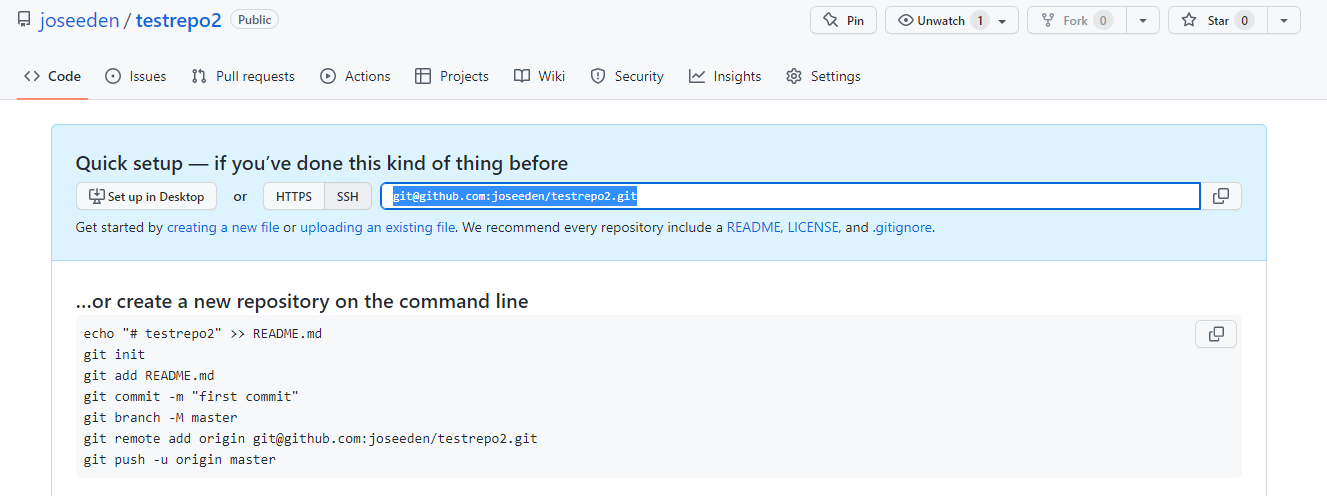 joseeden / testrepo2 Public
Pin Unwatch 1 Fork 0 Star 0
Code Issues Pull requests Actions Projects Wiki Security Insights Settings
Quick setup — if you’ve done this kind of thing before
Set up in Desktop or HTTPS SSH git@github.com:joseeden/testrepo2.git
Get started by creating a new file or uploading an existing file. We recommend every repository include a README, LICENSE, and .gitignore.
…or create a new repository on the command line
echo "# testrepo2" >> README.md
git init
git add README.md
git commit -m "first commit"
git branch -M master
git remote add origin git@github.com:joseeden/testrepo2.git
git push -u origin master